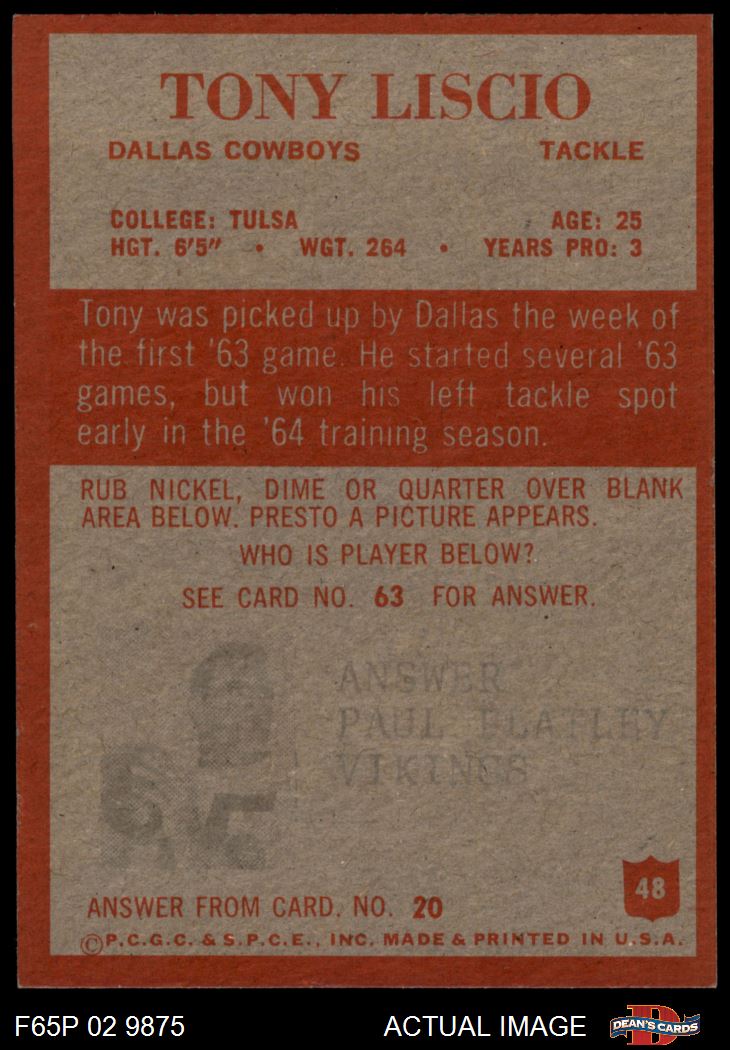 TONY LISCIO
DALLAS COWBOYS TACKLE
COLLEGE: TULSA AGE: 25
HGT. 6'5" • WGT. 264 • YEARS PRO: 3
Tony was picked up by Dallas the week of
the first '63 game. He started several '63
games, but won his left tackle spot
early in the '64 training season.
RUB NICKEL, DIME OR QUARTER OVER BLANK
AREA BELOW. PRESTO A PICTURE APPEARS.
WHO IS PLAYER BELOW?
SEE CARD NO. 63 FOR ANSWER.
ANSWER
PAUL FLATLEY
VIKINGS
48
ANSWER FROM CARD. NO. 20
©P.C.G.C. & S.P.C.E., INC. MADE & PRINTED IN U.S.A.
F65P 02 9875 ACTUAL IMAGE DEAN'S CARDS